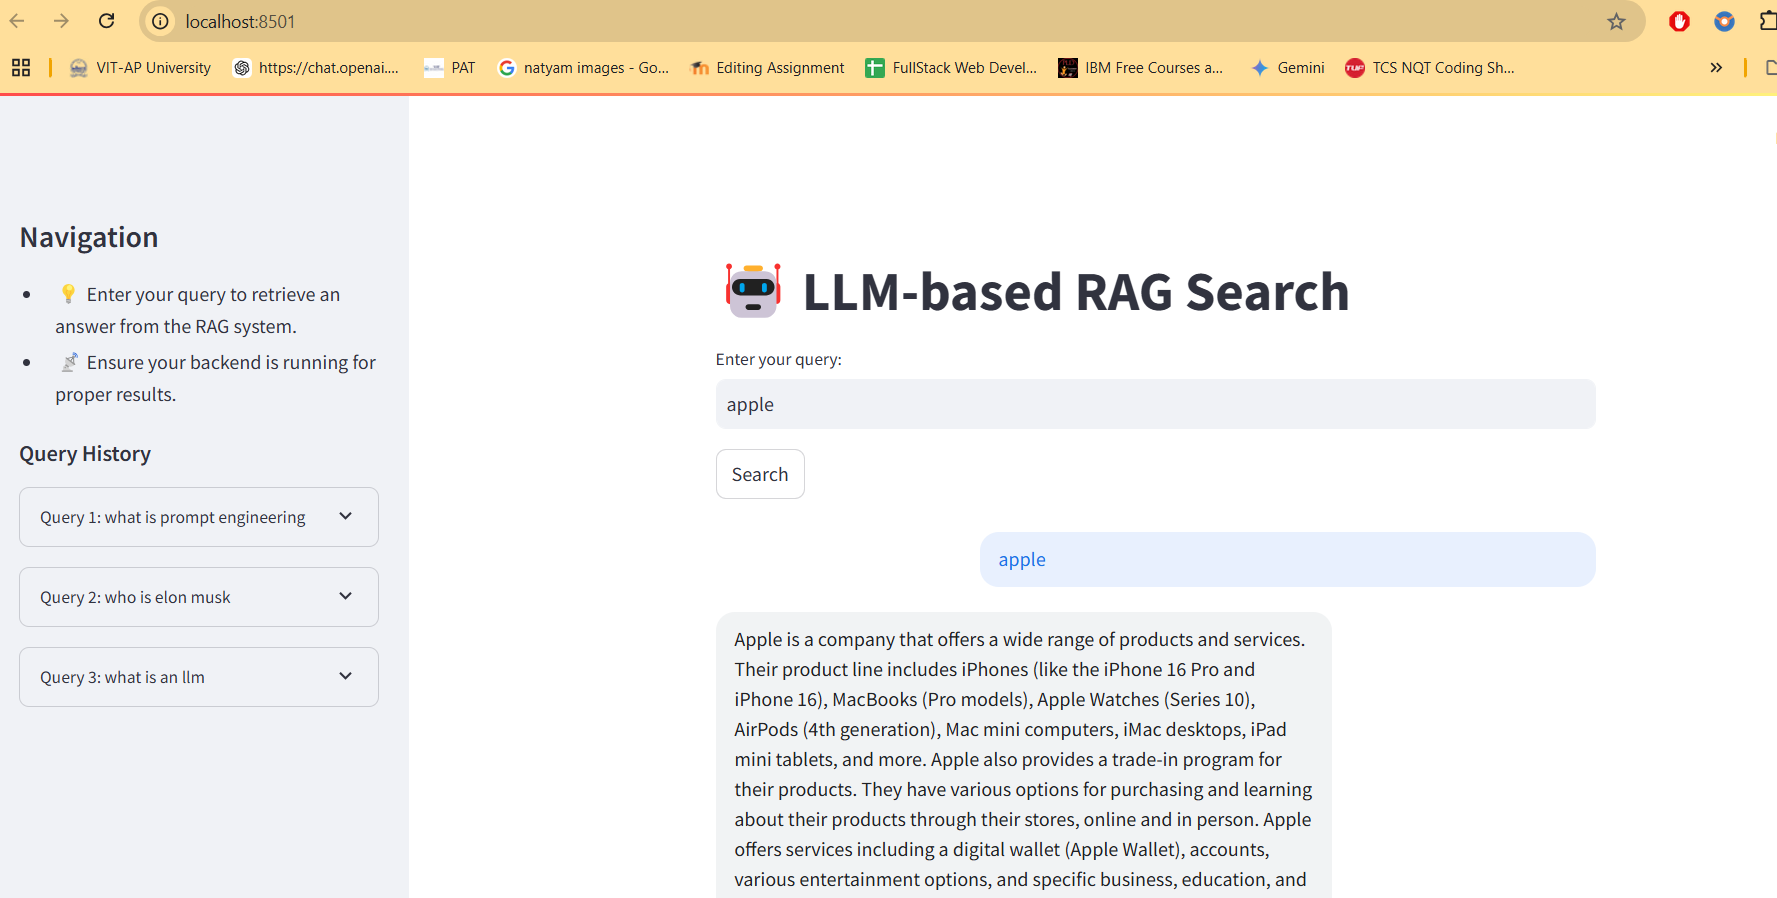 localhost:8501
VIT-AP University https://chat.openai.... PAT natyam images - Go... Editing Assignment FullStack Web Devel... IBM Free Courses a... Gemini TCS NQT Coding Sh...
Navigation
💡 Enter your query to retrieve an
answer from the RAG system.
📡 Ensure your backend is running for
proper results.
Query History
Query 1: what is prompt engineering
Query 2: who is elon musk
Query 3: what is an llm
🤖 LLM-based RAG Search
Enter your query:
apple
Search
apple
Apple is a company that offers a wide range of products and services.
Their product line includes iPhones (like the iPhone 16 Pro and
iPhone 16), MacBooks (Pro models), Apple Watches (Series 10),
AirPods (4th generation), Mac mini computers, iMac desktops, iPad
mini tablets, and more. Apple also provides a trade-in program for
their products. They have various options for purchasing and learning
about their products through their stores, online and in person. Apple
offers services including a digital wallet (Apple Wallet), accounts,
various entertainment options, and specific business, education, and